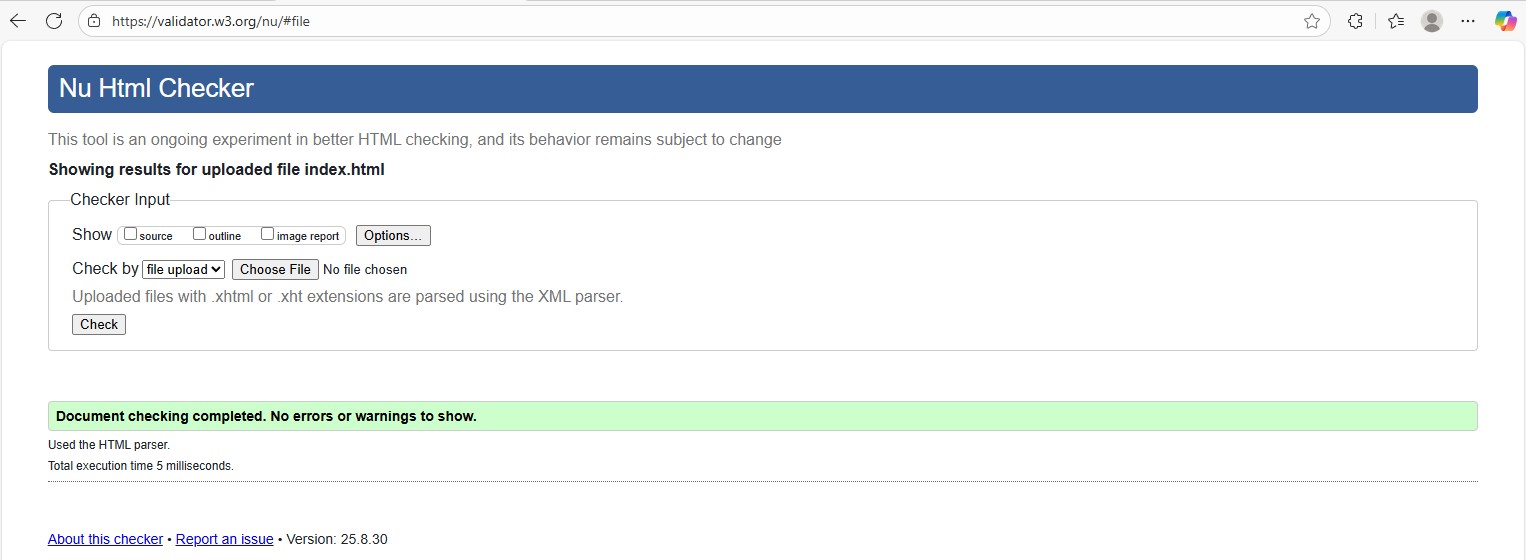 https://validator.w3.org/nu/#file
Nu Html Checker
This tool is an ongoing experiment in better HTML checking, and its behavior remains subject to change
Showing results for uploaded file index.html
Checker Input
Show source outline image report Options...
Check by file upload Choose File No file chosen
Uploaded files with .xhtml or .xht extensions are parsed using the XML parser.
Check
Document checking completed. No errors or warnings to show.
Used the HTML parser.
Total execution time 5 milliseconds.
About this checker • Report an issue • Version: 25.8.30